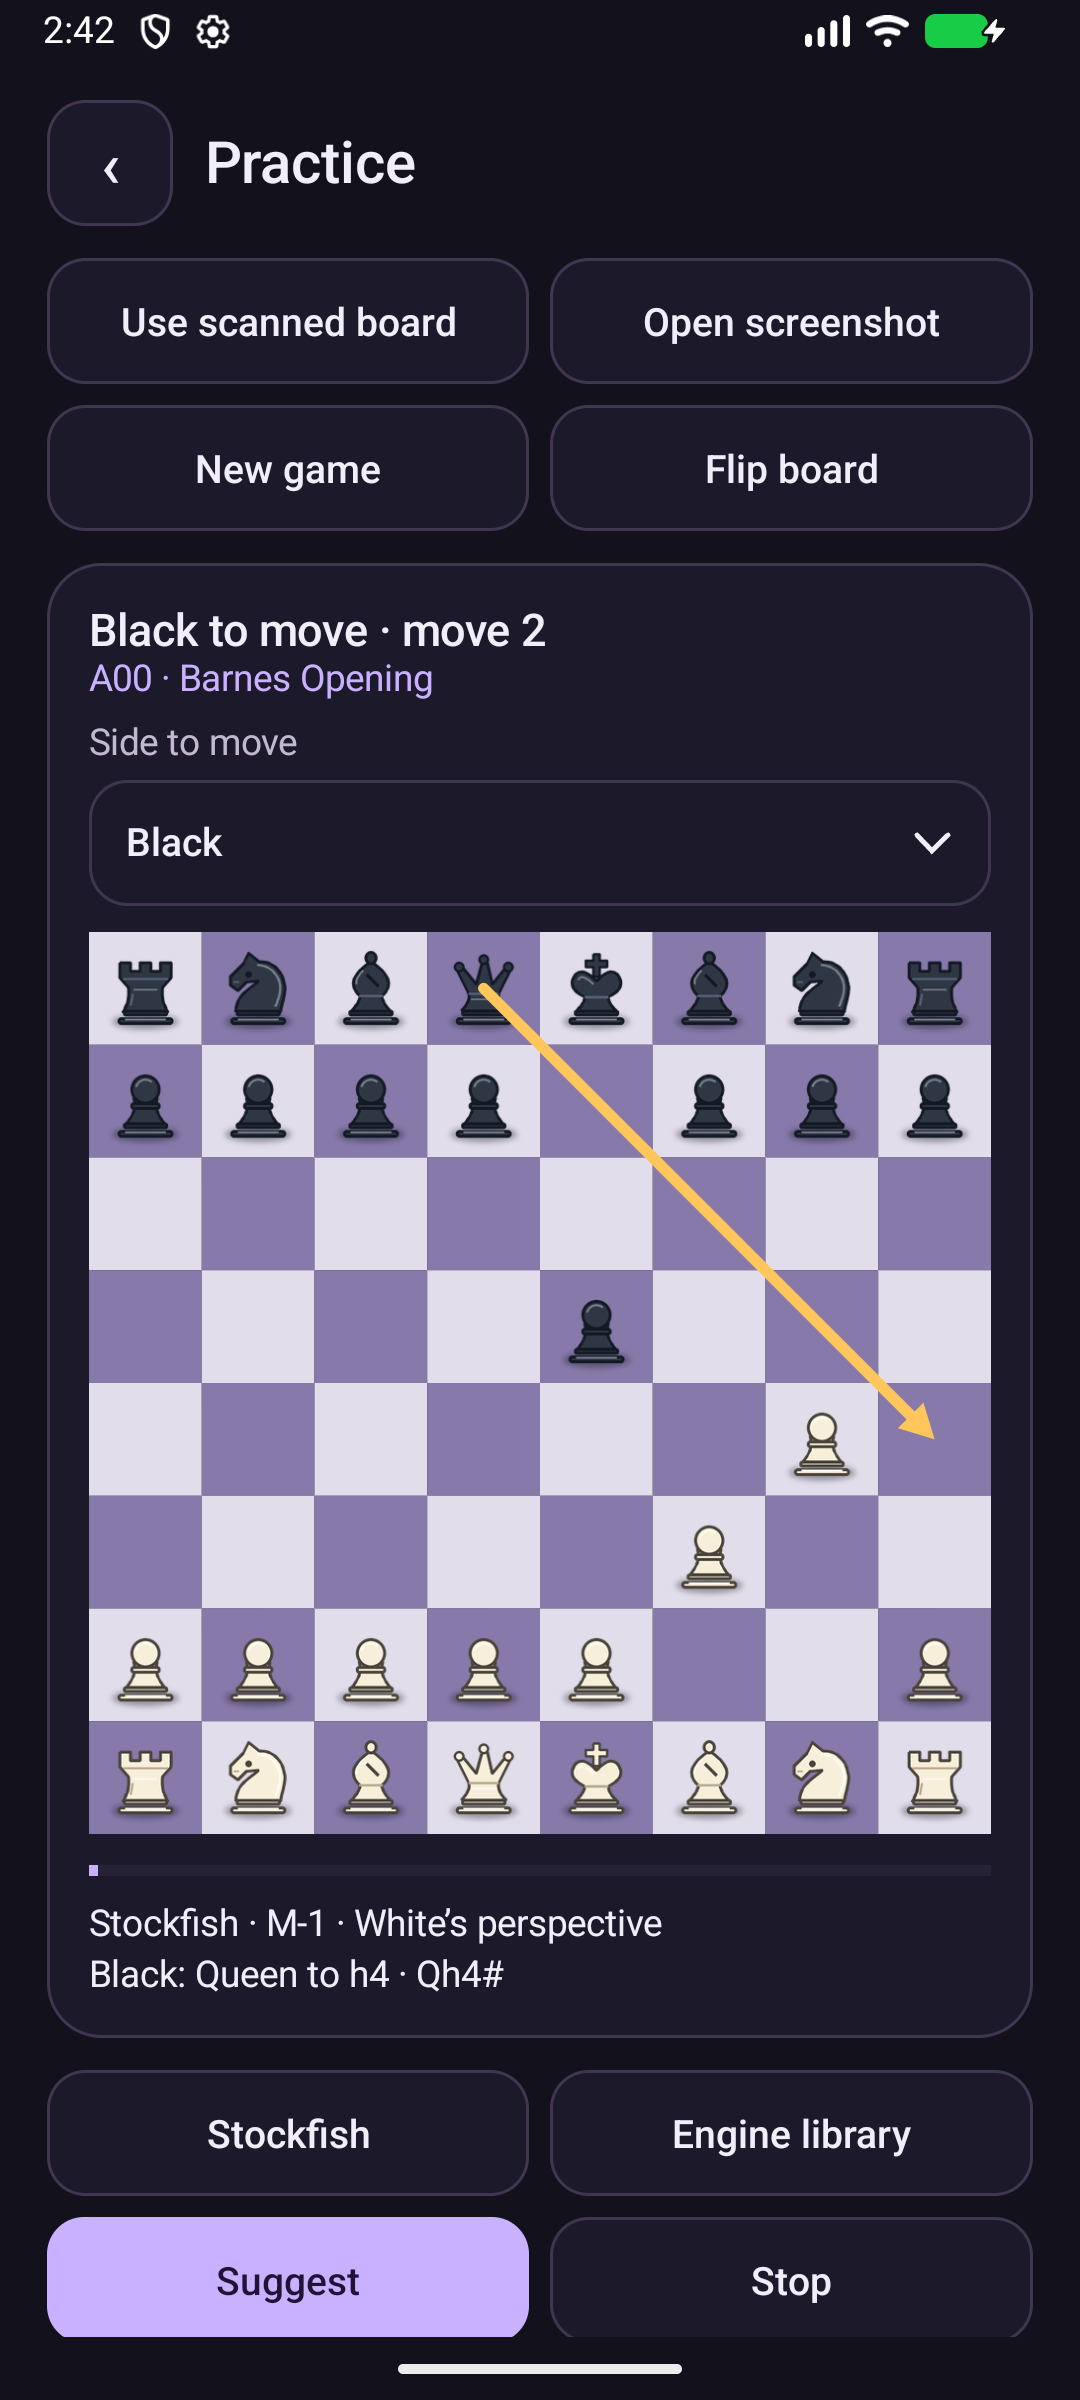 2:42
‹ Practice
Use scanned board
Open screenshot
New game
Flip board
Black to move · move 2
A00 · Barnes Opening
Side to move
Black
Stockfish · M-1 · White’s perspective
Black: Queen to h4 · Qh4#
Stockfish
Engine library
Suggest
Stop